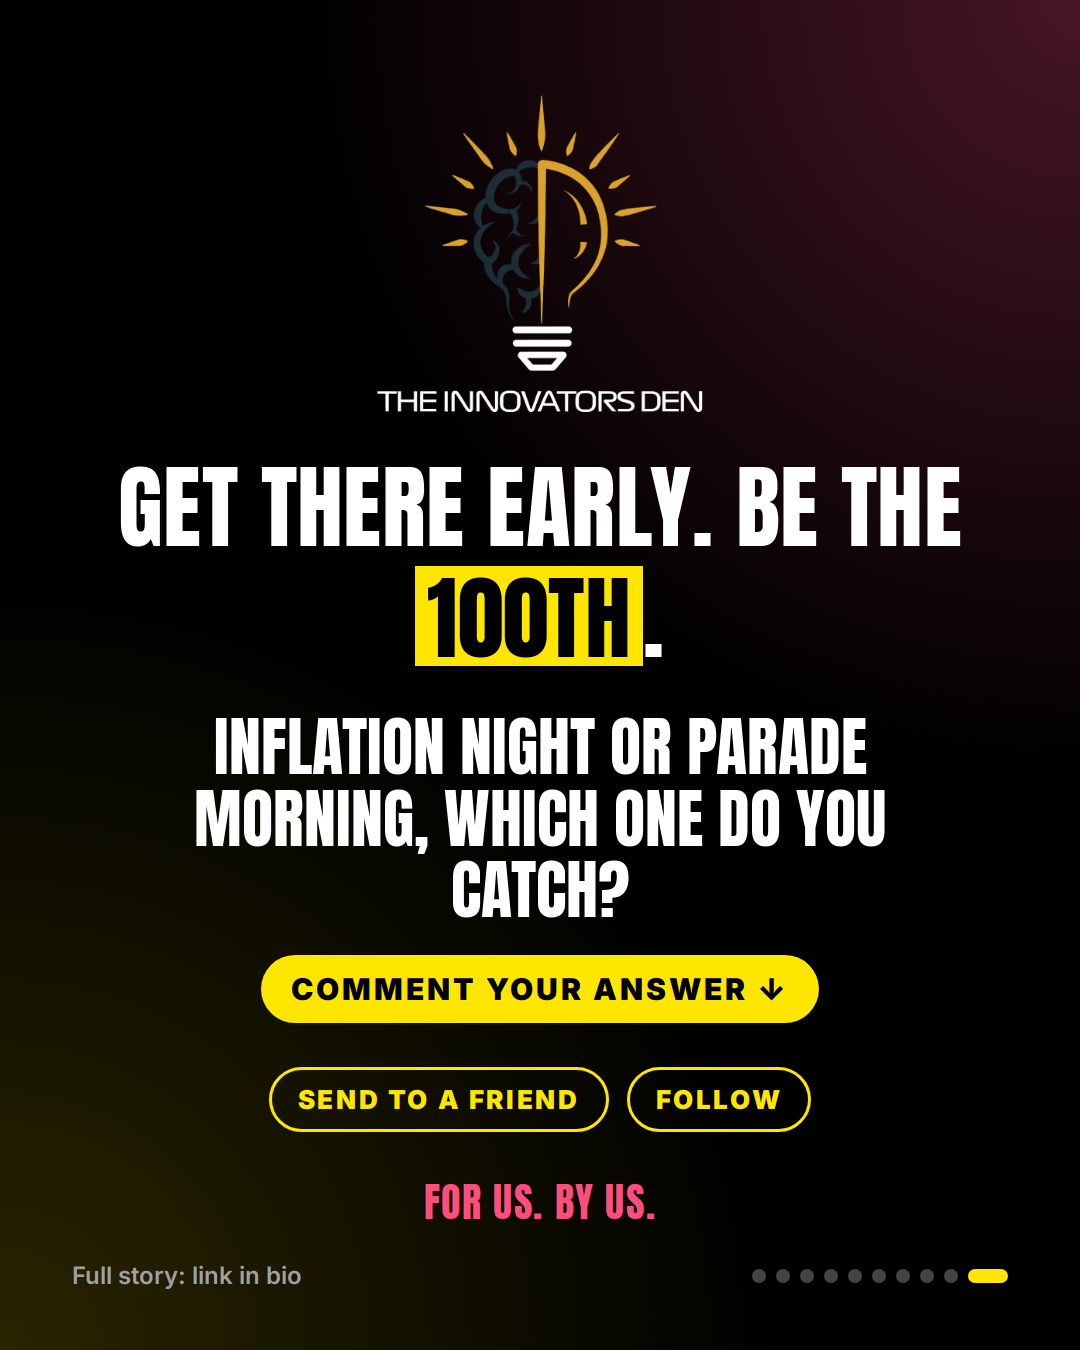 THE INNOVATORS DEN
GET THERE EARLY. BE THE
100TH.
INFLATION NIGHT OR PARADE
MORNING, WHICH ONE DO YOU
CATCH?
COMMENT YOUR ANSWER ↓
SEND TO A FRIEND
FOLLOW
FOR US. BY US.
Full story: link in bio